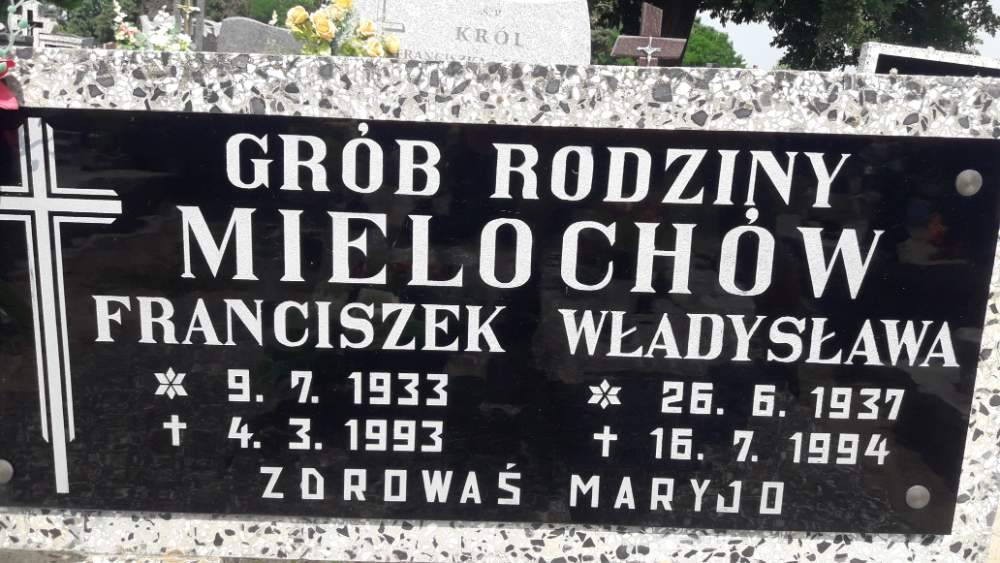 Ś.P.
KRÓL
GRÓB RODZINY
MIELOCHÓW
FRANCISZEK WŁADYSŁAWA
9. 7. 1933 26. 6. 1937
4. 3. 1993 16. 7. 1994
ZDROWAŚ MARYJO